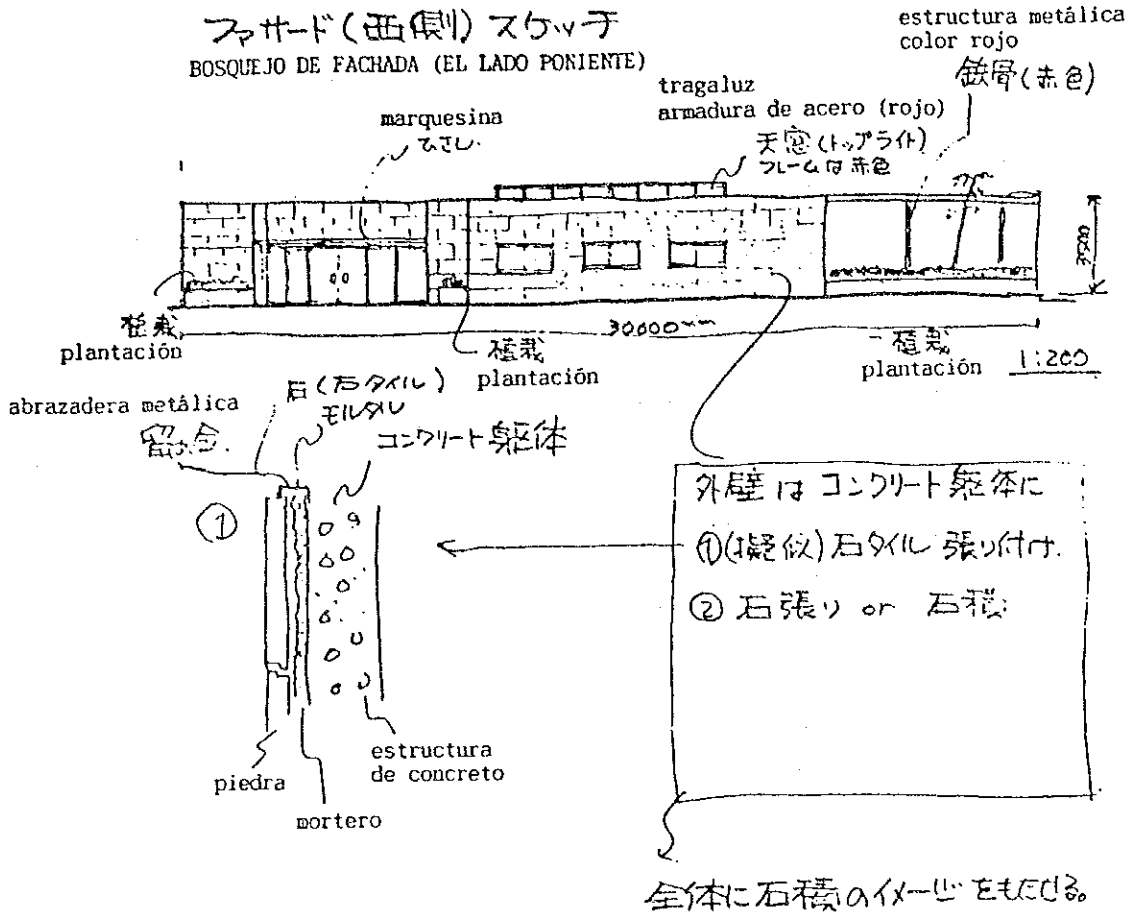 ファサード(西側)スケッチ
BOSQUEJO DE FACHADA (EL LADO PONIENTE)
estructura metálica
color rojo
鉄骨(赤色)
tragaluz
armadura de acero (rojo)
天窓(トップライト)
フレームは赤色
marquesina
ひさし.
3500
30000mm
植栽
plantación
植栽
plantación
植栽
plantación
1:200
abrazadera metálica
留め金.
石(石タイル)
モルタル
コンクリート躯体
①
piedra
mortero
estructura
de concreto
外壁はコンクリート躯体に
①(擬似)石タイル張り付け.
②石張り or 石積
全体に石積のイメージをもたせる。